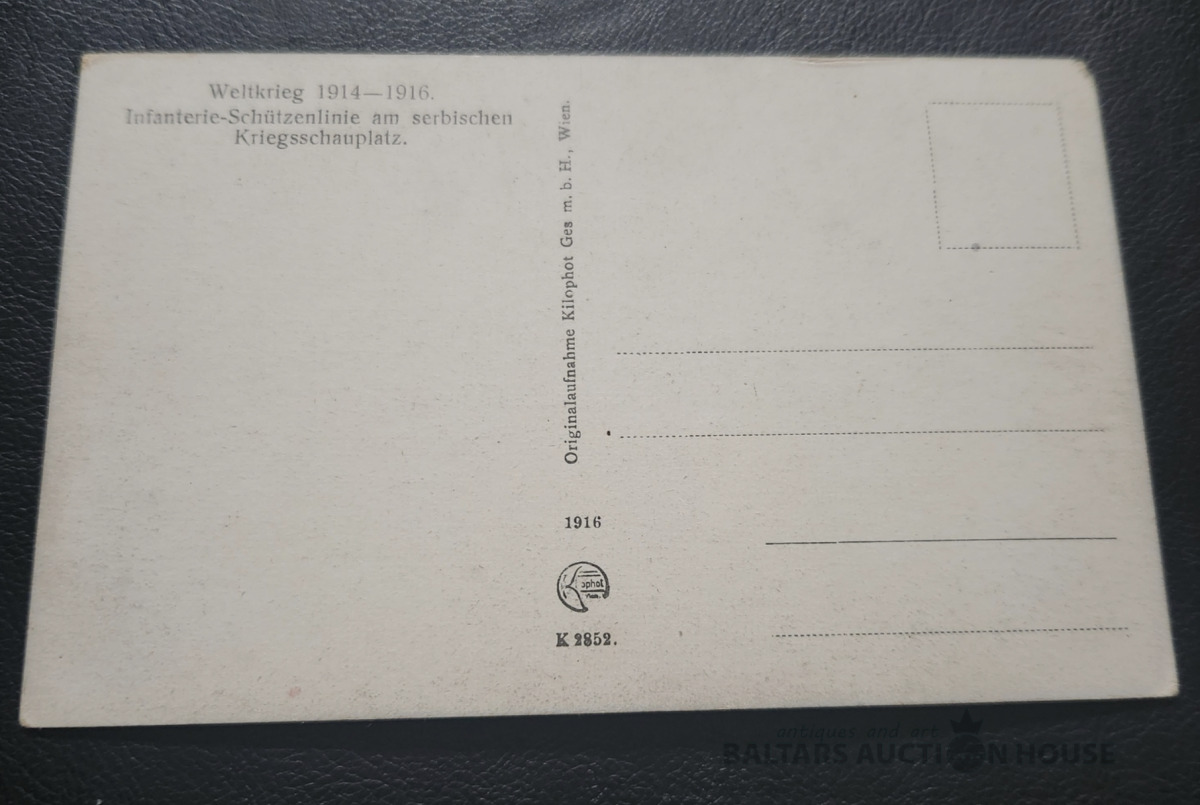 Weltkrieg 1914—1916.
Infanterie-Schützenlinie am serbischen
Kriegsschauplatz.
Originalaufnahme Kilophot Ges m. b. H., Wien.
1916
K 2852.
antiques and art
BALTARS AUCTION HOUSE